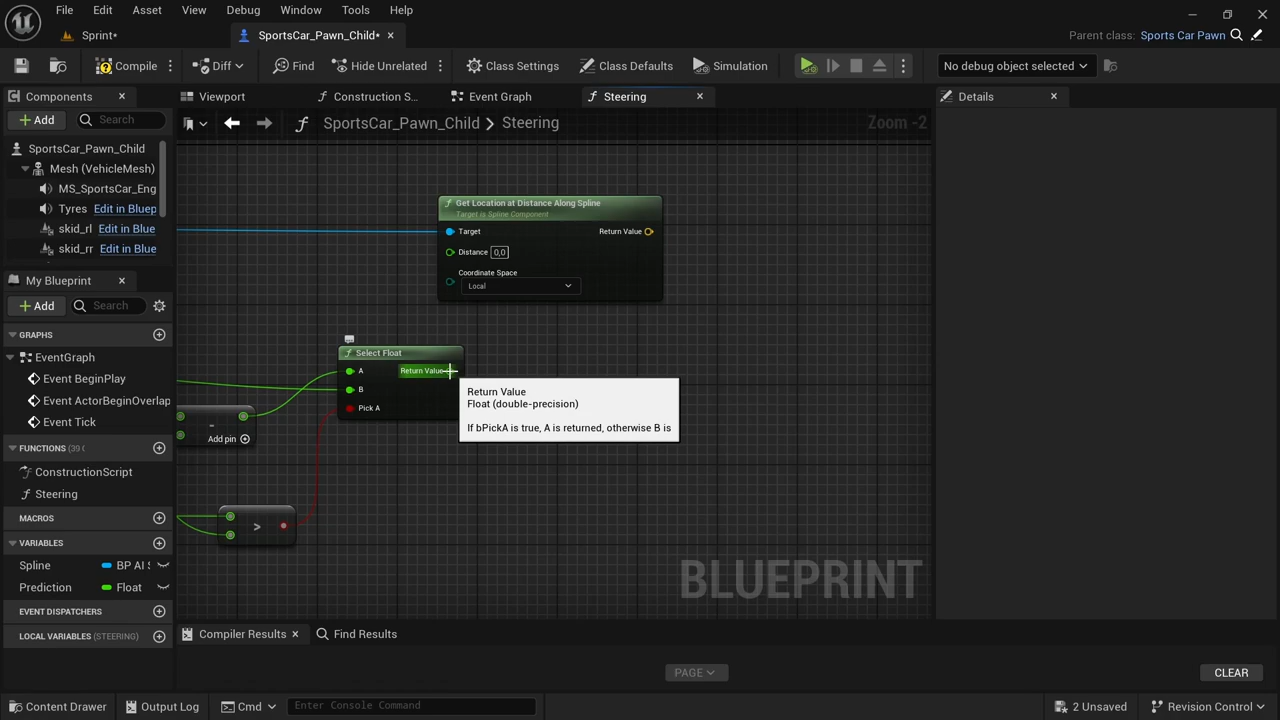 File Edit Asset View Debug Window Tools Help
Sprint* SportsCar_Pawn_Child* Parent class: Sports Car Pawn
Compile Diff Find Hide Unrelated Class Settings Class Defaults Simulation No debug object selected
Components Viewport Construction S... Event Graph Steering Details
Add Search SportsCar_Pawn_Child > Steering Zoom -2
SportsCar_Pawn_Child
Mesh (VehicleMesh)
MS_SportsCar_Eng
Tyres Edit in Bluep
skid_rl Edit in Blue
skid_rr Edit in Blue
My Blueprint
Add Search
GRAPHS
EventGraph
Event BeginPlay
Event ActorBeginOverlap
Event Tick
FUNCTIONS (39
ConstructionScript
Steering
MACROS
VARIABLES
Spline BP AI
Prediction Float
EVENT DISPATCHERS
LOCAL VARIABLES (STEERING)
Get Location at Distance Along Spline
Target is Spline Component
Target Return Value
Distance 0,0
Coordinate Space
Local
Select Float
A Return Value
B
Pick A
Return Value
Float (double-precision)
If bPickA is true, A is returned, otherwise B is
-
Add pin
>
BLUEPRINT
Compiler Results Find Results
PAGE CLEAR
Content Drawer Output Log Cmd Enter Console Command 2 Unsaved Revision Control